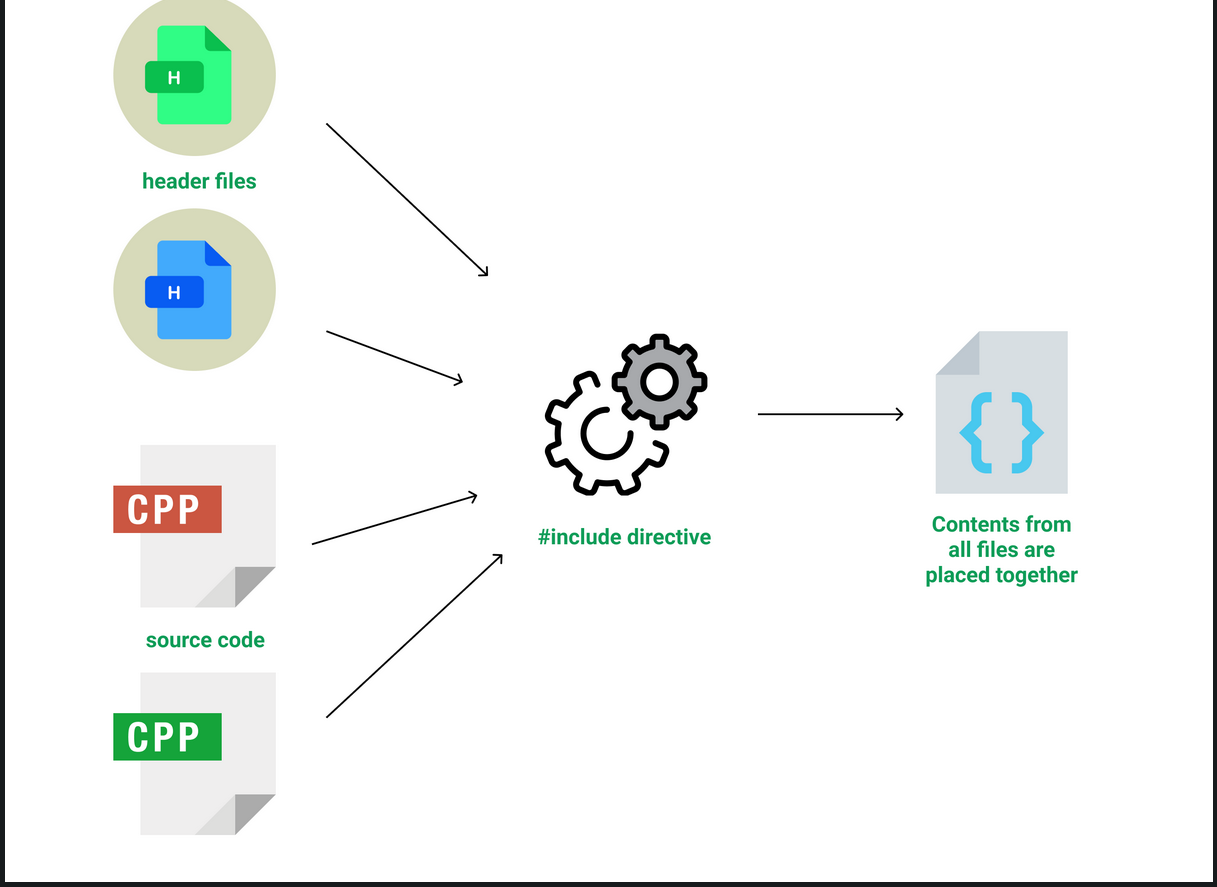 H
header files
H
CPP
source code
CPP
#include directive
{}
Contents from
all files are
placed together